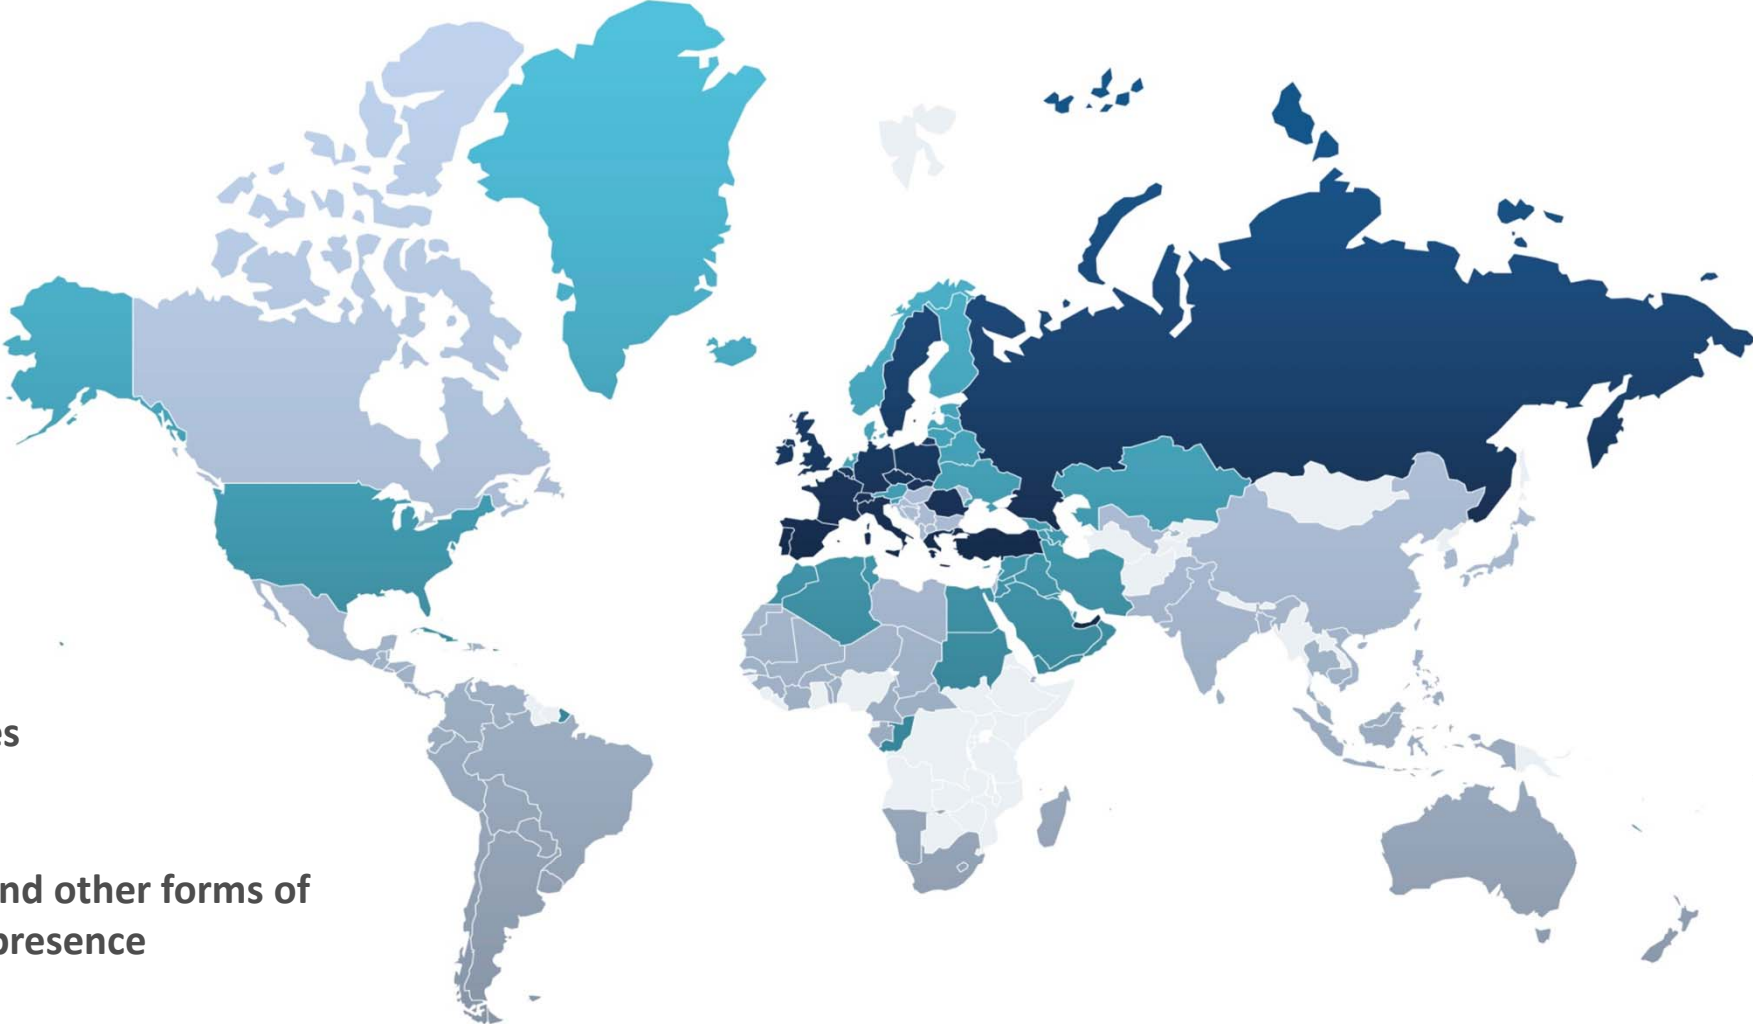 es
nd other forms of
presence